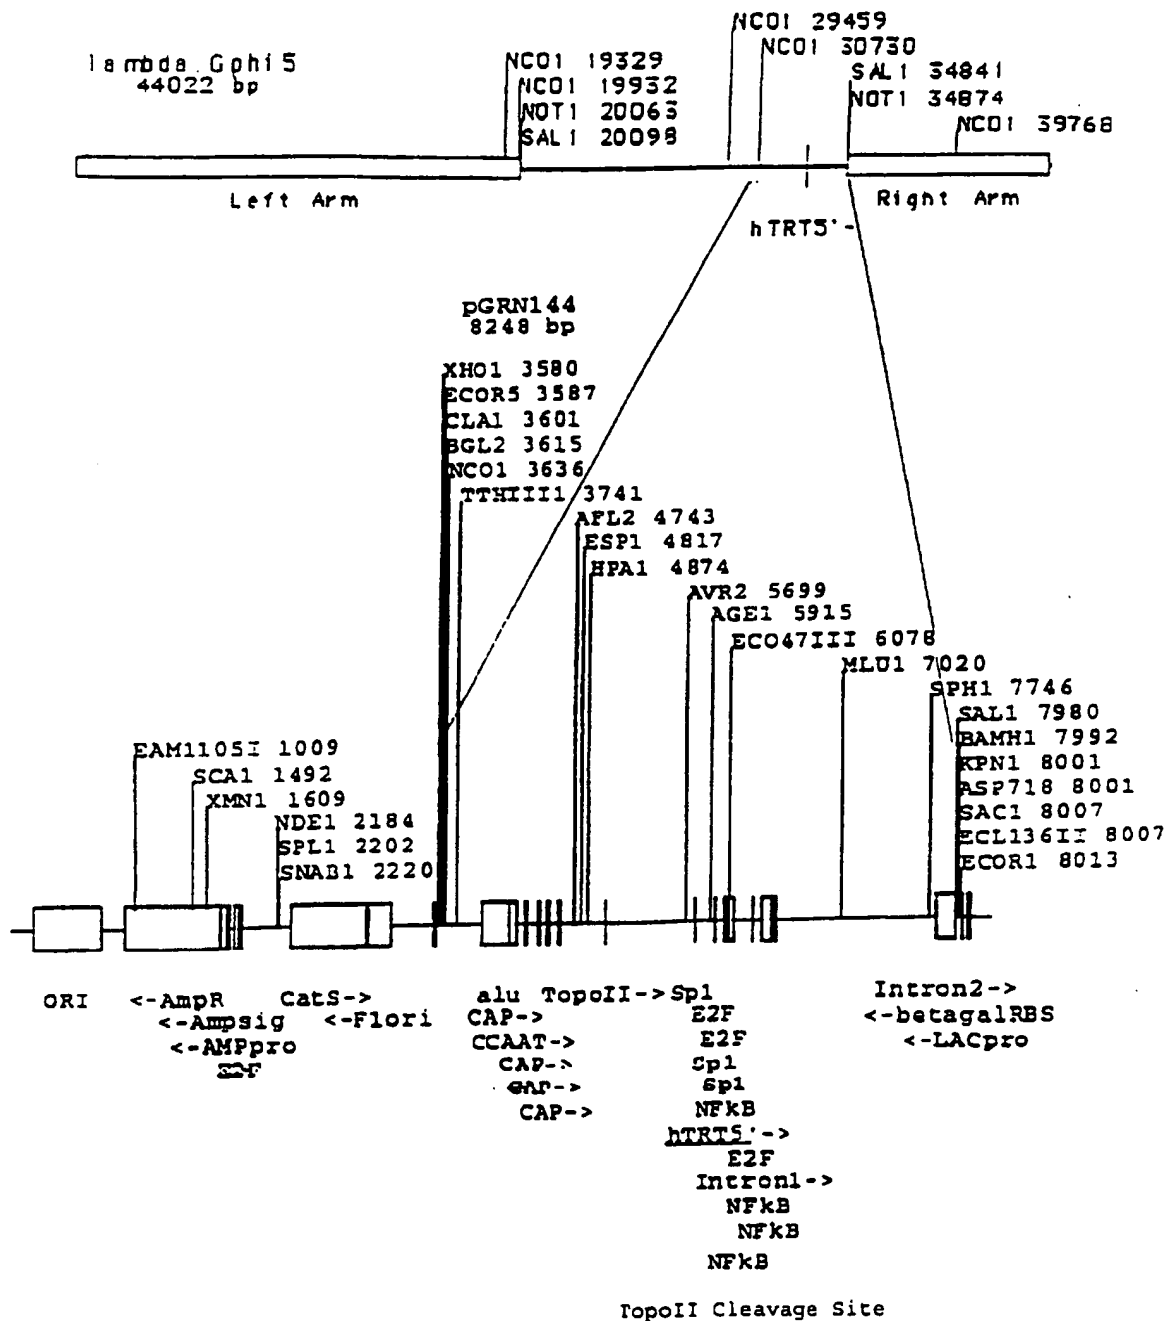 lambda Gphi5
44022 bp
NCO1 19329
NCO1 19932
NOT1 20063
SAL1 20098
NCO1 29459
NCO1 30730
SAL1 34841
NOT1 34874
NCO1 39768
Left Arm
Right Arm
hTRT5'-
pGRN144
8248 bp
XHO1 3580
ECOR5 3587
CLA1 3601
BGL2 3615
NCO1 3636
TTHIII1 3741
AFL2 4743
ESP1 4817
HPA1 4874
AVR2 5699
AGE1 5915
ECO47III 6078
MLU1 7020
SPH1 7746
SAL1 7980
BAMH1 7992
KPN1 8001
ASP718 8001
SAC1 8007
ECL136II 8007
ECOR1 8013
EAM1105I 1009
SCA1 1492
XMN1 1609
NDE1 2184
SPL1 2202
SNAB1 2220
ORI <-AmpR CatS-> alu TopoII->Sp1 Intron2->
<-Ampsig <-Flori CAP-> E2F <-betagalRBS
<-AMPpro CCAAT-> E2F <-LACpro
E2F CAP-> Sp1
CAP-> Sp1
CAP-> NFkB
hTRT5'->
E2F
Intron1->
NFkB
NFkB
NFkB
TopoII Cleavage Site